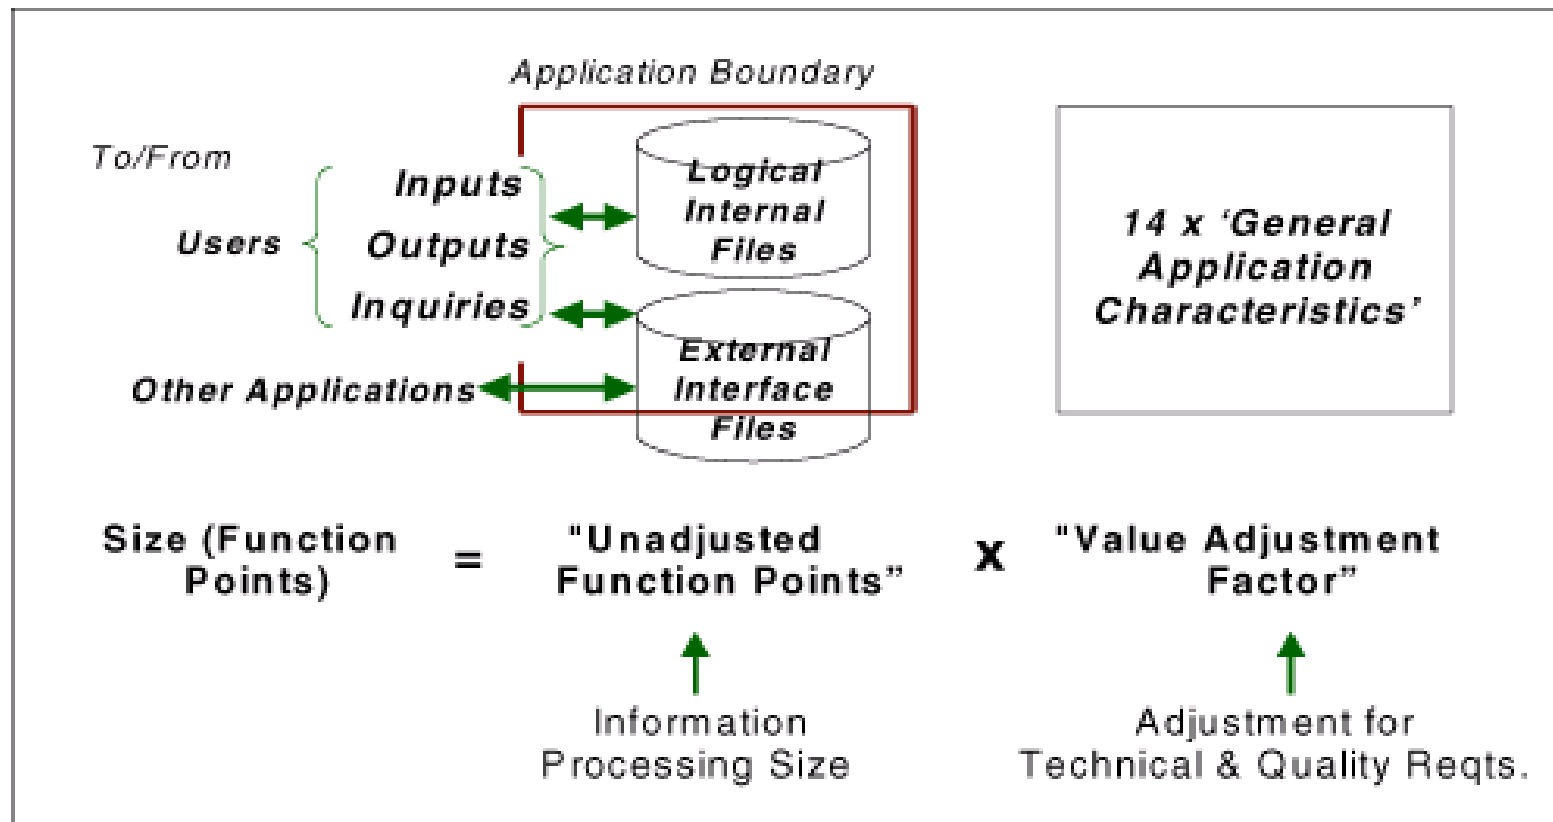 Application Boundary
To/From
Users
Inputs
Outputs
Inquiries
Other Applications
Logical
Internal
Files
External
Interface
Files
14 x ‘General
Application
Characteristics’
Size (Function
Points)
=
"Unadjusted
Function Points”
x
"Value Adjustment
Factor”
Information
Processing Size
Adjustment for
Technical & Quality Reqts.